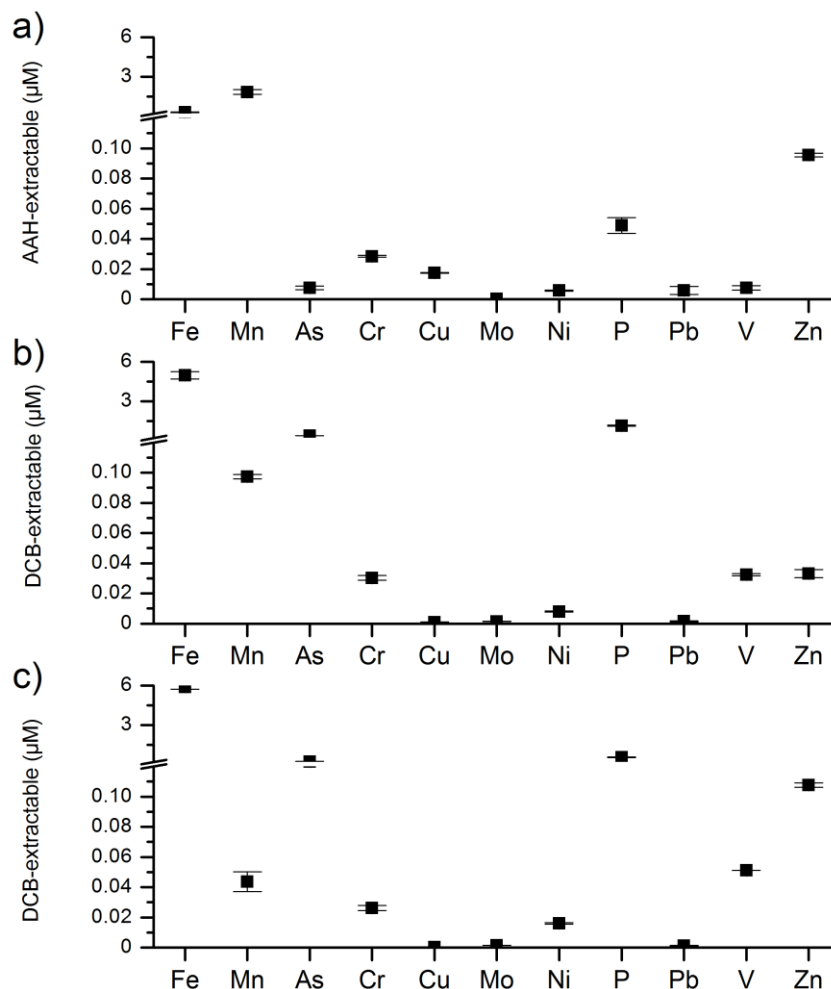 a)
AAH-extractable (µM)
6
3
0.10
0.08
0.06
0.04
0.02
0
Fe Mn As Cr Cu Mo Ni P Pb V Zn
b)
DCB-extractable (µM)
6
3
0.10
0.08
0.06
0.04
0.02
0
Fe Mn As Cr Cu Mo Ni P Pb V Zn
c)
DCB-extractable (µM)
6
3
0.10
0.08
0.06
0.04
0.02
0
Fe Mn As Cr Cu Mo Ni P Pb V Zn